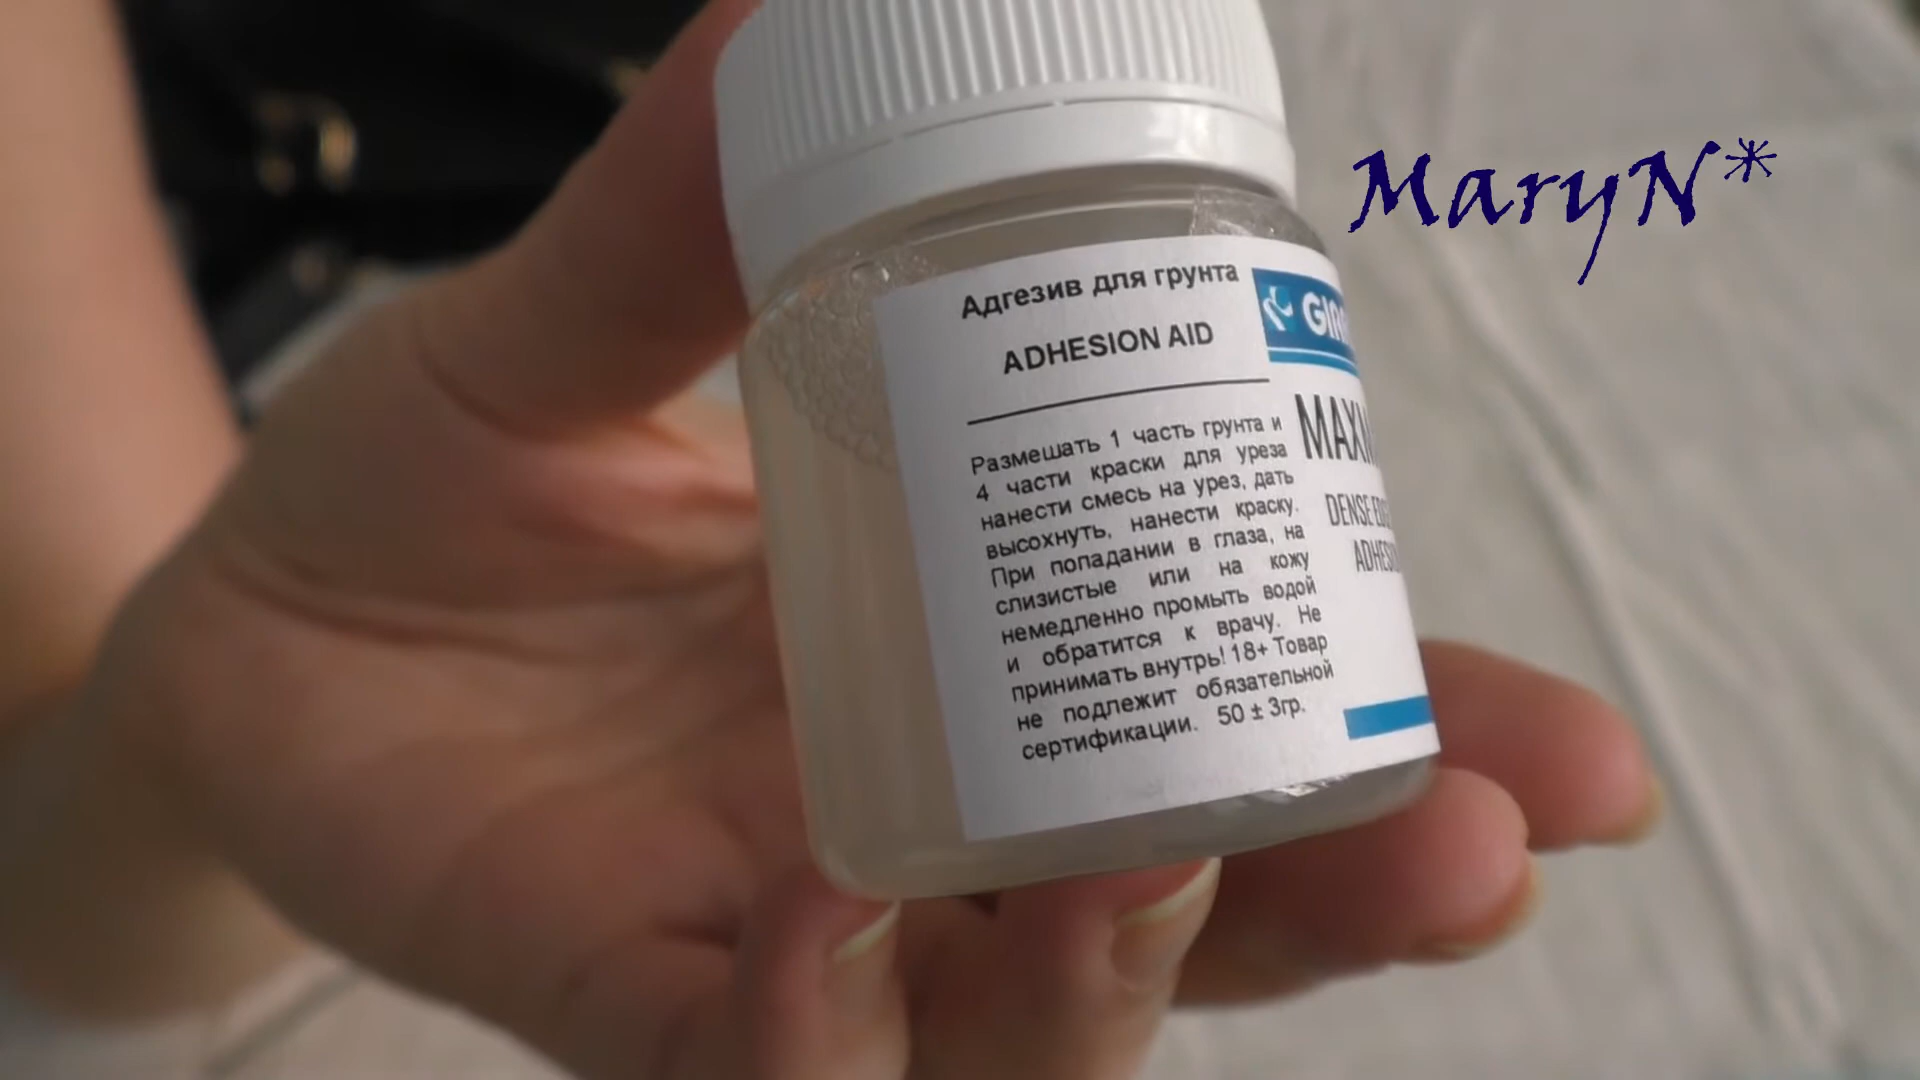 MaryN*
Адгезив для грунта
ADHESION AID
Размешать 1 часть грунта и
4 части краски для уреза
нанести смесь на урез, дать
высохнуть, нанести краску.
При попадании в глаза, на
слизистые или на кожу
немедленно промыть водой
и обратится к врачу. Не
принимать внутрь! 18+ Товар
не подлежит обязательной
сертификации. 50 ± 3гр.
DENSE